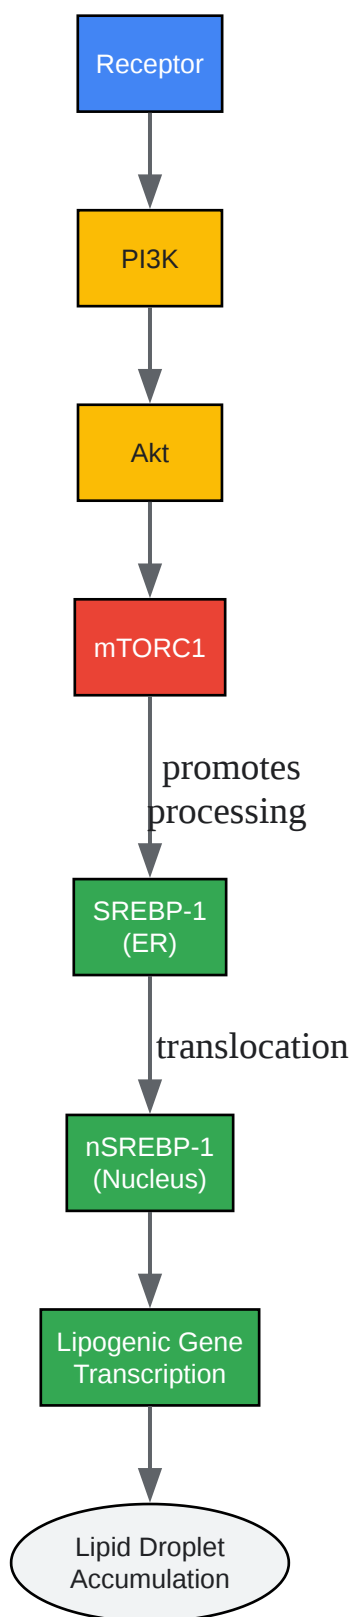 Receptor
PI3K
Akt
mTORC1
promotes
processing
SREBP-1
(ER)
translocation
nSREBP-1
(Nucleus)
Lipogenic Gene
Transcription
Lipid Droplet
Accumulation